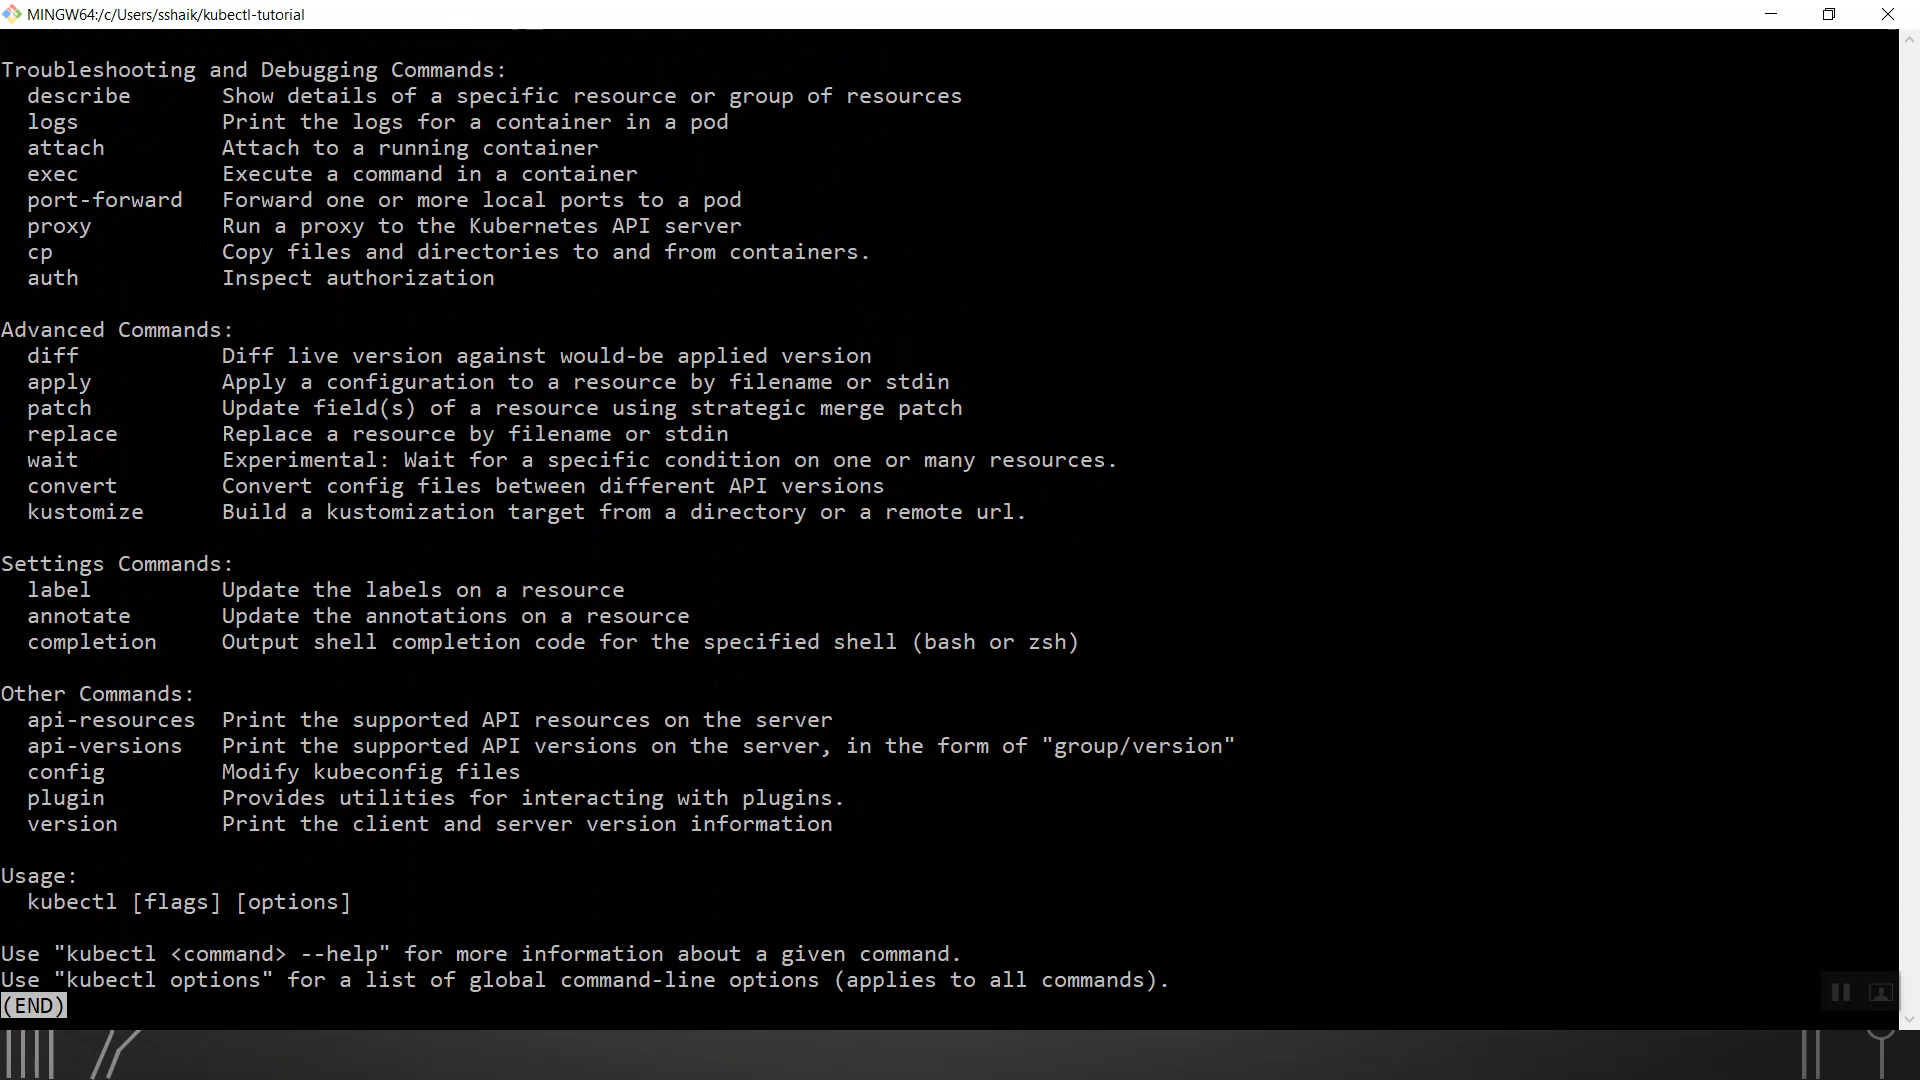 MINGW64:/c/Users/sshaik/kubectl-tutorial
Troubleshooting and Debugging Commands:
  describe       Show details of a specific resource or group of resources
  logs           Print the logs for a container in a pod
  attach         Attach to a running container
  exec           Execute a command in a container
  port-forward   Forward one or more local ports to a pod
  proxy          Run a proxy to the Kubernetes API server
  cp             Copy files and directories to and from containers.
  auth           Inspect authorization
Advanced Commands:
  diff           Diff live version against would-be applied version
  apply          Apply a configuration to a resource by filename or stdin
  patch          Update field(s) of a resource using strategic merge patch
  replace        Replace a resource by filename or stdin
  wait           Experimental: Wait for a specific condition on one or many resources.
  convert        Convert config files between different API versions
  kustomize      Build a kustomization target from a directory or a remote url.
Settings Commands:
  label          Update the labels on a resource
  annotate       Update the annotations on a resource
  completion     Output shell completion code for the specified shell (bash or zsh)
Other Commands:
  api-resources  Print the supported API resources on the server
  api-versions   Print the supported API versions on the server, in the form of "group/version"
  config         Modify kubeconfig files
  plugin         Provides utilities for interacting with plugins.
  version        Print the client and server version information
Usage:
  kubectl [flags] [options]
Use "kubectl <command> --help" for more information about a given command.
Use "kubectl options" for a list of global command-line options (applies to all commands).
(END)